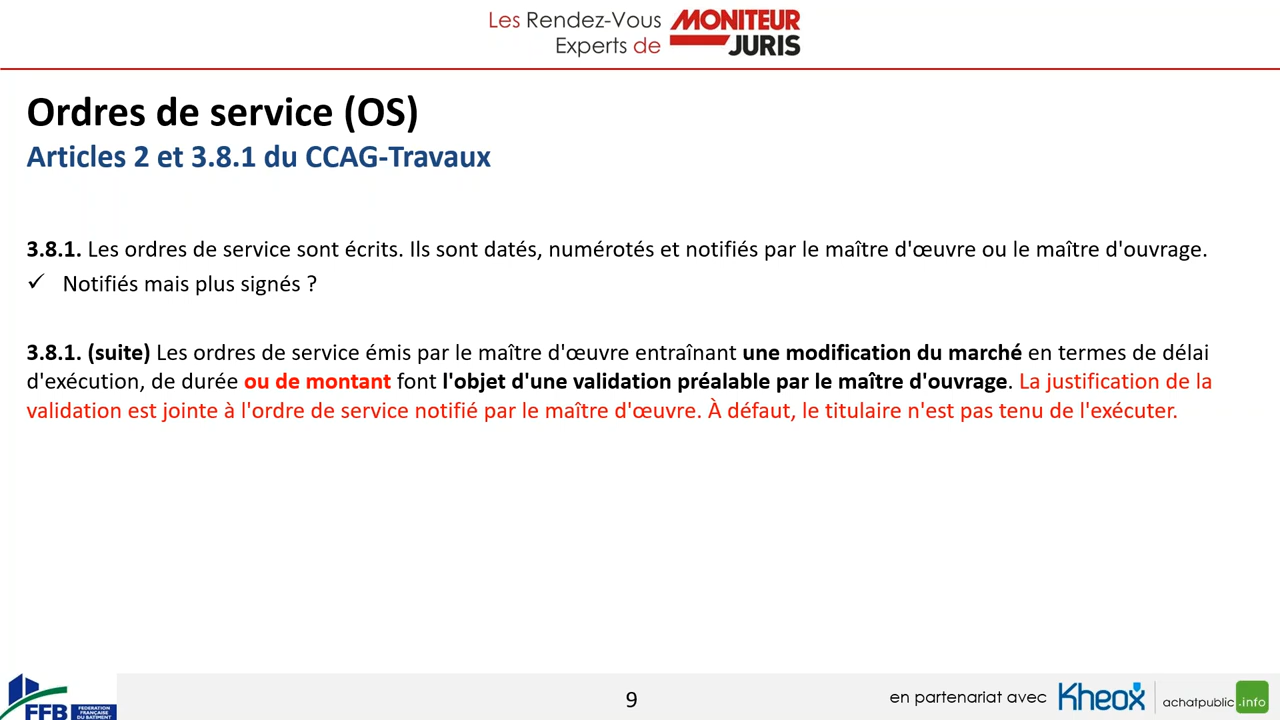 Les Rendez-Vous
Experts de
MONITEUR
JURIS
Ordres de service (OS)
Articles 2 et 3.8.1 du CCAG-Travaux
3.8.1. Les ordres de service sont écrits. Ils sont datés, numérotés et notifiés par le maître d'œuvre ou le maître d'ouvrage.
✓ Notifiés mais plus signés ?
3.8.1. (suite) Les ordres de service émis par le maître d'œuvre entraînant une modification du marché en termes de délai
d'exécution, de durée ou de montant font l'objet d'une validation préalable par le maître d'ouvrage. La justification de la
validation est jointe à l'ordre de service notifié par le maître d'œuvre. À défaut, le titulaire n'est pas tenu de l'exécuter.
FFB
FEDERATION
FRANÇAISE
DU BATIMENT
9
en partenariat avec
Kheox
achatpublic.info